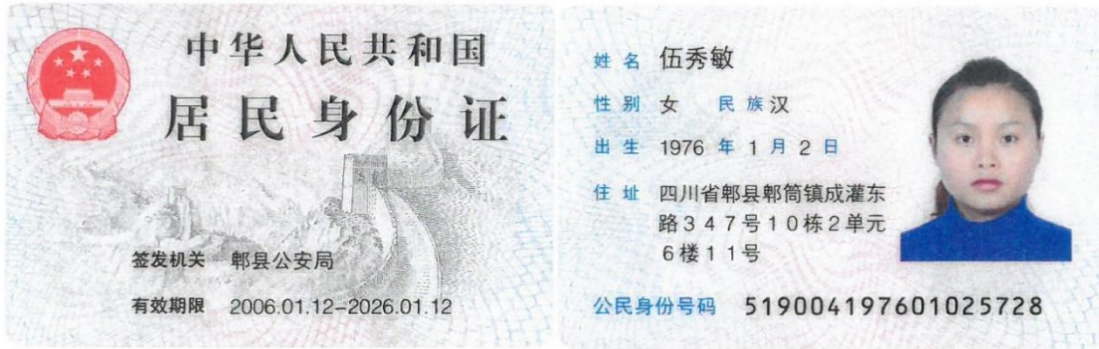 中华人民共和国
居民身份证
签发机关 郫县公安局
有效期限 2006.01.12-2026.01.12
姓名 伍秀敏
性别 女 民族 汉
出生 1976 年 1 月 2 日
住址 四川省郫县郫筒镇成灌东
路347号10栋2单元
6楼11号
公民身份号码 519004197601025728